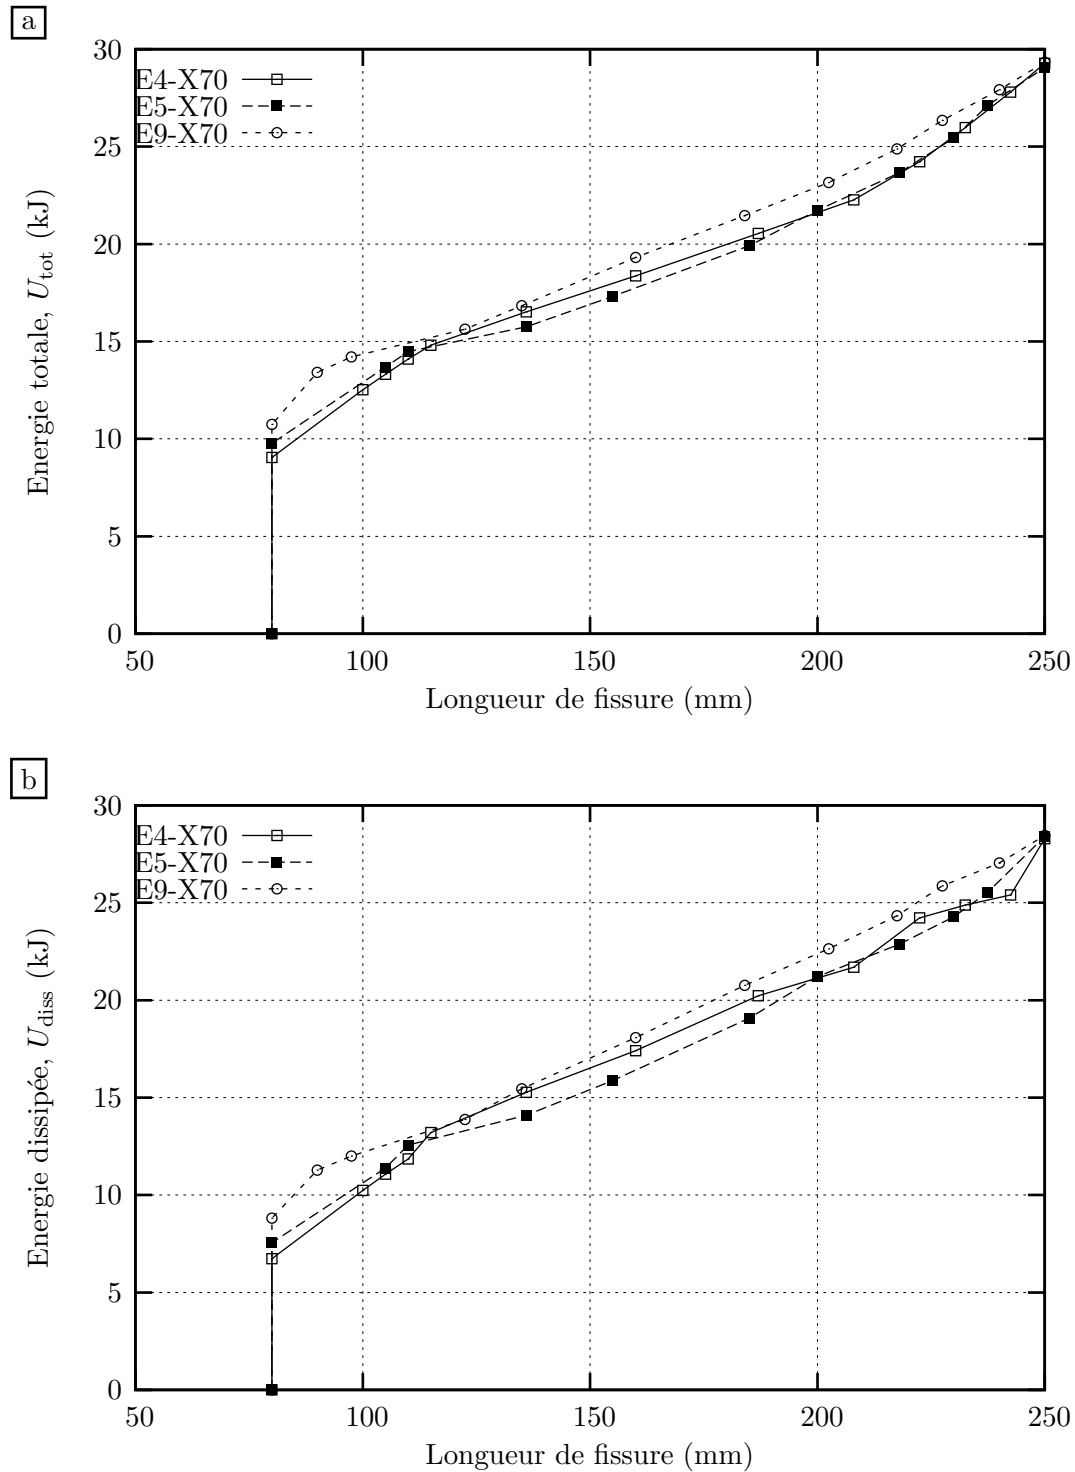 a
30
25
20
15
10
5
0
Energie totale, U_tot (kJ)
E4-X70
E5-X70
E9-X70
50 100 150 200 250
Longueur de fissure (mm)
b
30
25
20
15
10
5
0
Energie dissipée, U_diss (kJ)
E4-X70
E5-X70
E9-X70
50 100 150 200 250
Longueur de fissure (mm)